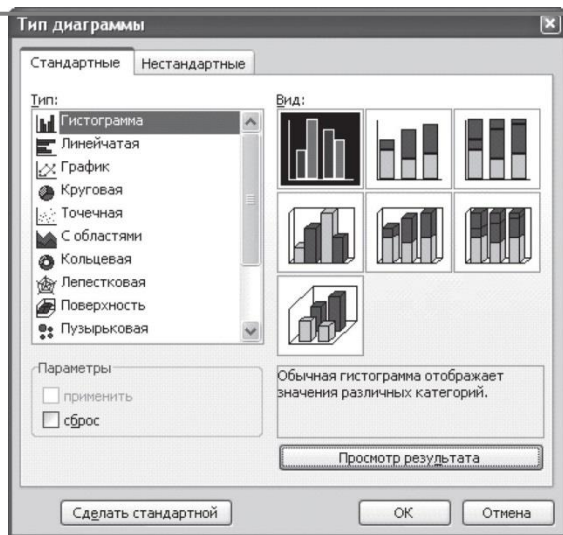 Тип диаграммы
Стандартные
Нестандартные
Тип:
Гистограмма
Линейчатая
График
Круговая
Точечная
С областями
Кольцевая
Лепестковая
Поверхность
Пузырьковая
Вид:
Обычная гистограмма отображает
значения различных категорий.
Параметры
применить
сброс
Просмотр результата
Сделать стандартной
ОК
Отмена